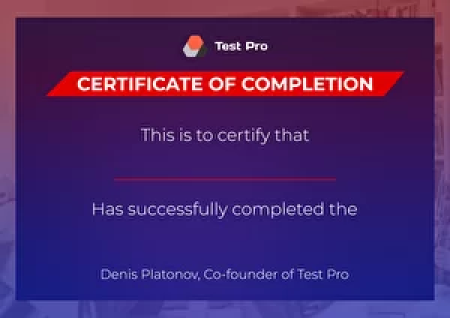 Test Pro
CERTIFICATE OF COMPLETION
This is to certify that
Has successfully completed the
Denis Platonov, Co-founder of Test Pro